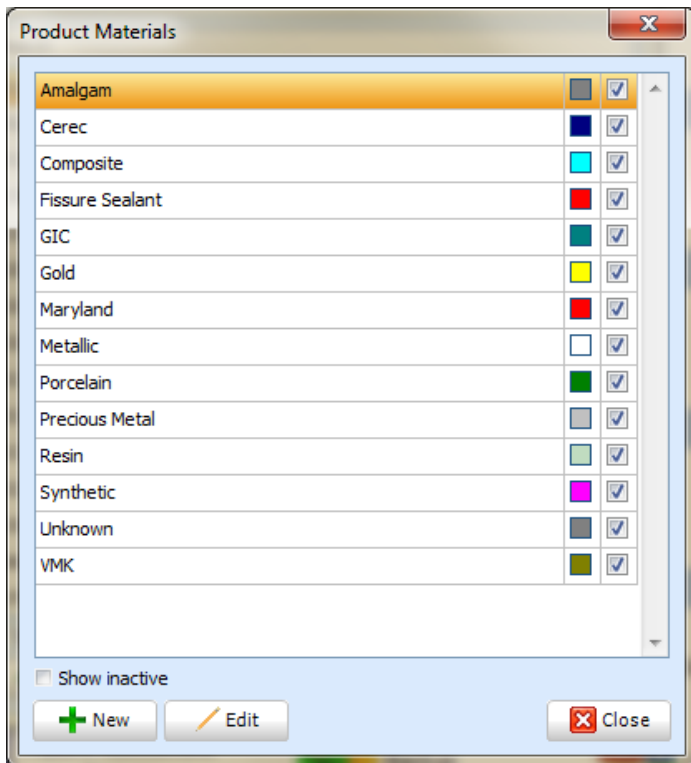 Product Materials
Amalgam
Cerec
Composite
Fissure Sealant
GIC
Gold
Maryland
Metallic
Porcelain
Precious Metal
Resin
Synthetic
Unknown
VMK
Show inactive
New Edit Close